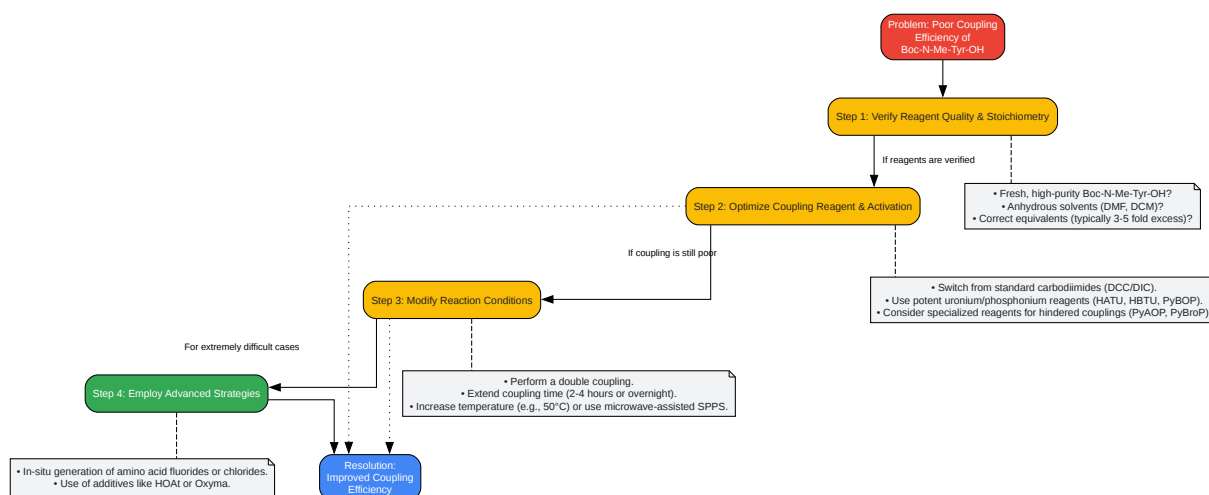 Problem: Poor Coupling
Efficiency of
Boc-N-Me-Tyr-OH
Step 1: Verify Reagent Quality & Stoichiometry
If reagents are verified
• Fresh, high-purity Boc-N-Me-Tyr-OH?
• Anhydrous solvents (DMF, DCM)?
• Correct equivalents (typically 3-5 fold excess)?
Step 2: Optimize Coupling Reagent & Activation
If coupling is still poor
• Switch from standard carbodiimides (DCC/DIC).
• Use potent uronium/phosphonium reagents (HATU, HBTU, PyBOP).
• Consider specialized reagents for hindered couplings (PyAOP, PyBroP)
Step 3: Modify Reaction Conditions
For extremely difficult cases
• Perform a double coupling.
• Extend coupling time (2-4 hours or overnight).
• Increase temperature (e.g., 50°C) or use microwave-assisted SPPS.
Step 4: Employ Advanced Strategies
• In-situ generation of amino acid fluorides or chlorides.
• Use of additives like HOAt or Oxyma.
Resolution:
Improved Coupling
Efficiency